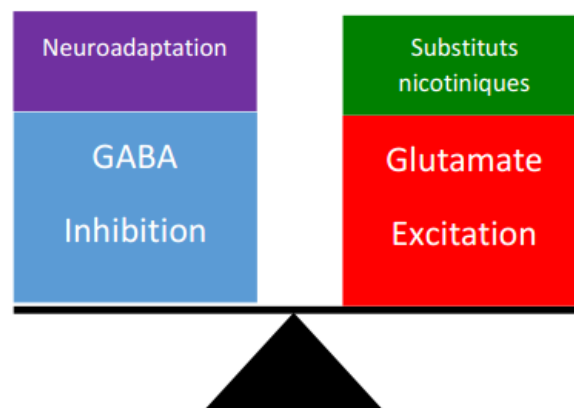 Neuroadaptation
GABA
Inhibition
Substituts
nicotiniques
Glutamate
Excitation